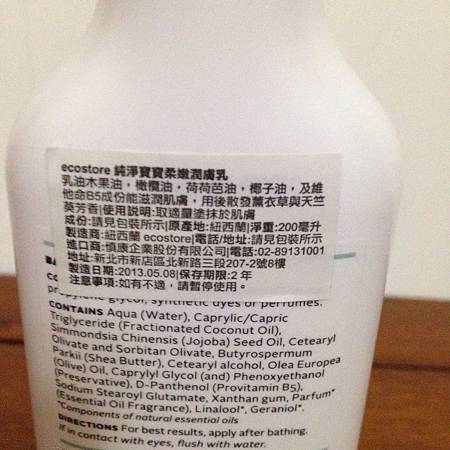 ecostore 純淨寶寶柔嫩潤膚乳
乳油木果油，橄欖油，荷荷芭油，椰子油，及維
他命B5成份能滋潤肌膚，用後散發薰衣草與天竺
葵芳香|使用説明:取適量塗抹於肌膚
成份:請見包裝所示|原產地:紐西蘭|淨重:200毫升
製造商:紐西蘭 ecostore|電話/地址:請見包裝所示
進口商:慎康企業股份有限公司|電話:02-89131001
地址:新北市新店區北新路三段207-2號8樓
製造日期:2013.05.08|保存期限:2 年
注意事項:如有不適，請暫停使用。
propylene glycol, synthetic dyes or perfumes.
CONTAINS Aqua (Water), Caprylic/Capric
Triglyceride (Fractionated Coconut Oil),
Simmondsia Chinensis (Jojoba) Seed Oil, Cetearyl
Olivate and Sorbitan Olivate, Butyrospermum
Parkii (Shea Butter), Cetearyl alcohol, Olea Europea
(Olive) Oil, Caprylyl Glycol (and) Phenoxyethanol
(Preservative), D-Panthenol (Provitamin B5),
Sodium Stearoyl Glutamate, Xanthan gum, Parfum*
(Essential Oil Fragrance), Linalool*, Geraniol*.
*Components of natural essential oils
DIRECTIONS For best results, apply after bathing.
If in contact with eyes, flush with water.